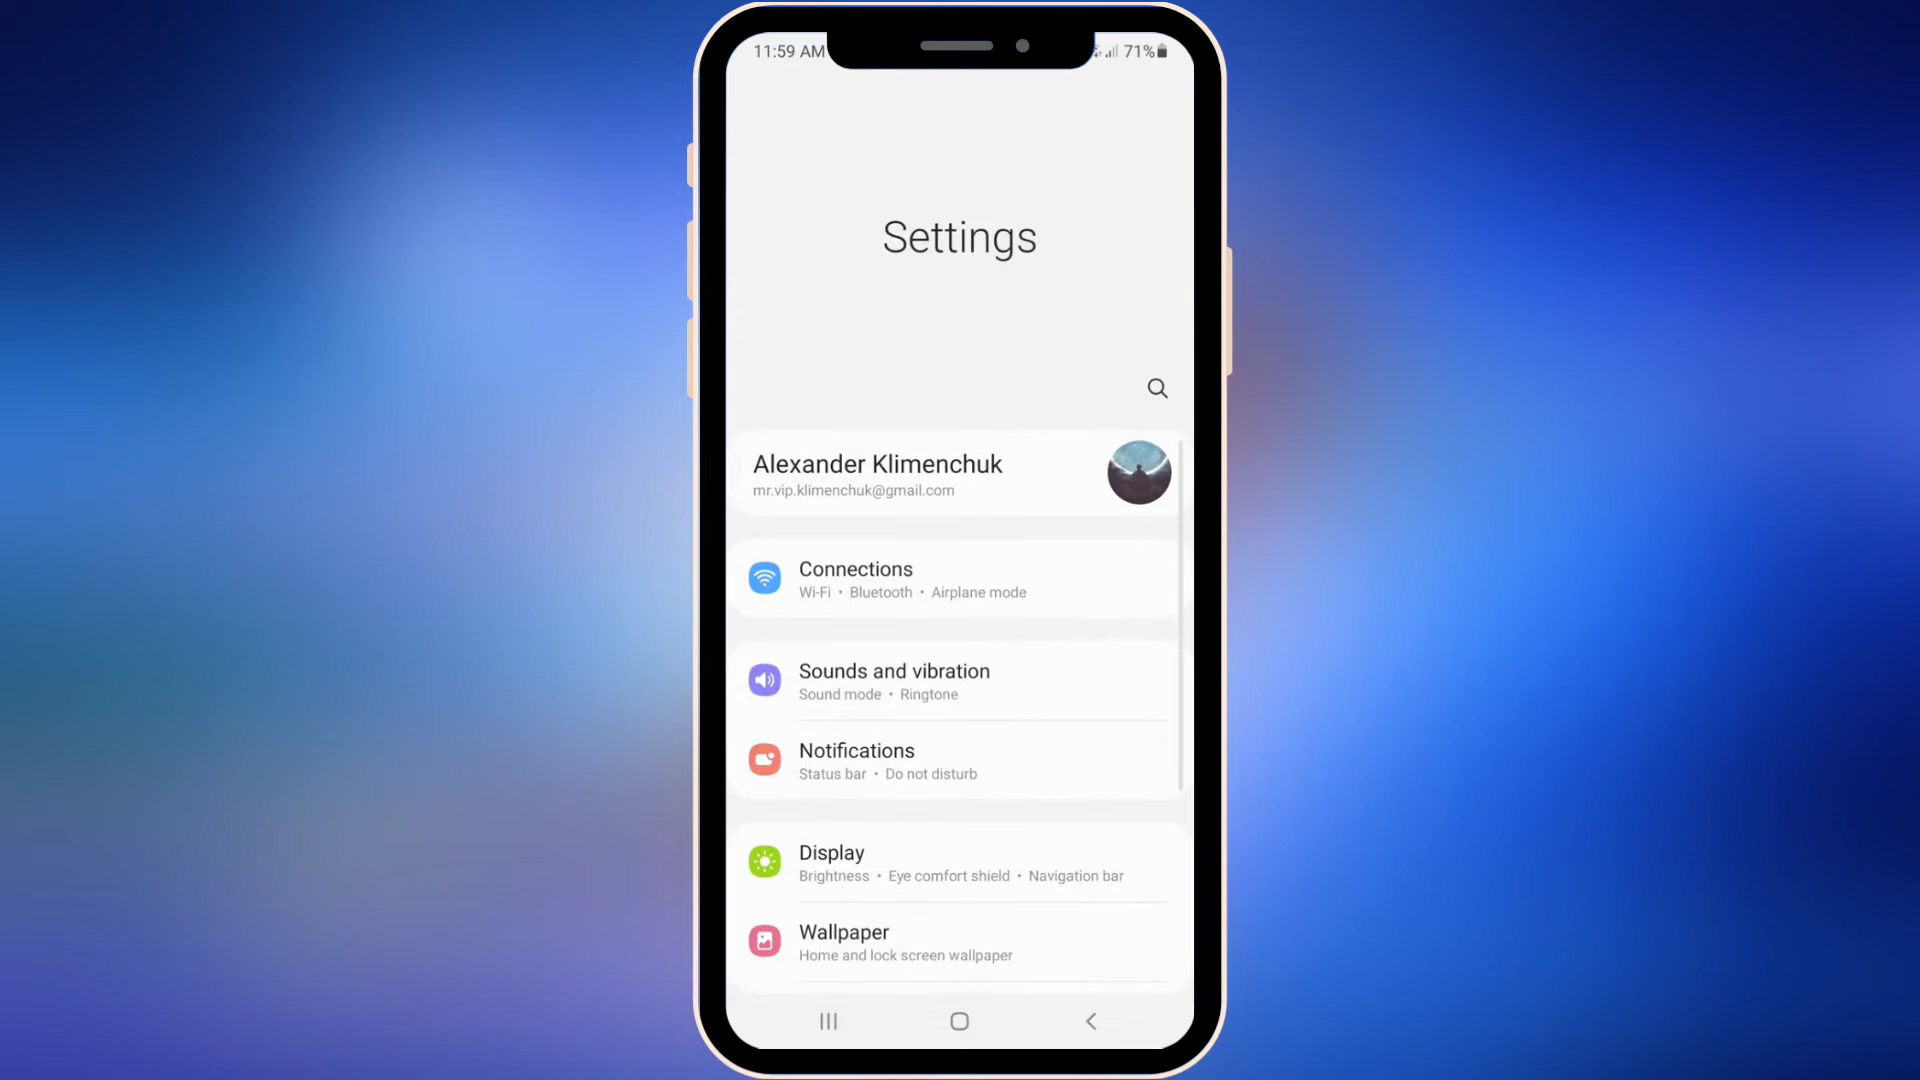 11:59 AM
71%
Settings
Alexander Klimenchuk
mr.vip.klimenchuk@gmail.com
Connections
Wi-Fi • Bluetooth • Airplane mode
Sounds and vibration
Sound mode • Ringtone
Notifications
Status bar • Do not disturb
Display
Brightness • Eye comfort shield • Navigation bar
Wallpaper
Home and lock screen wallpaper